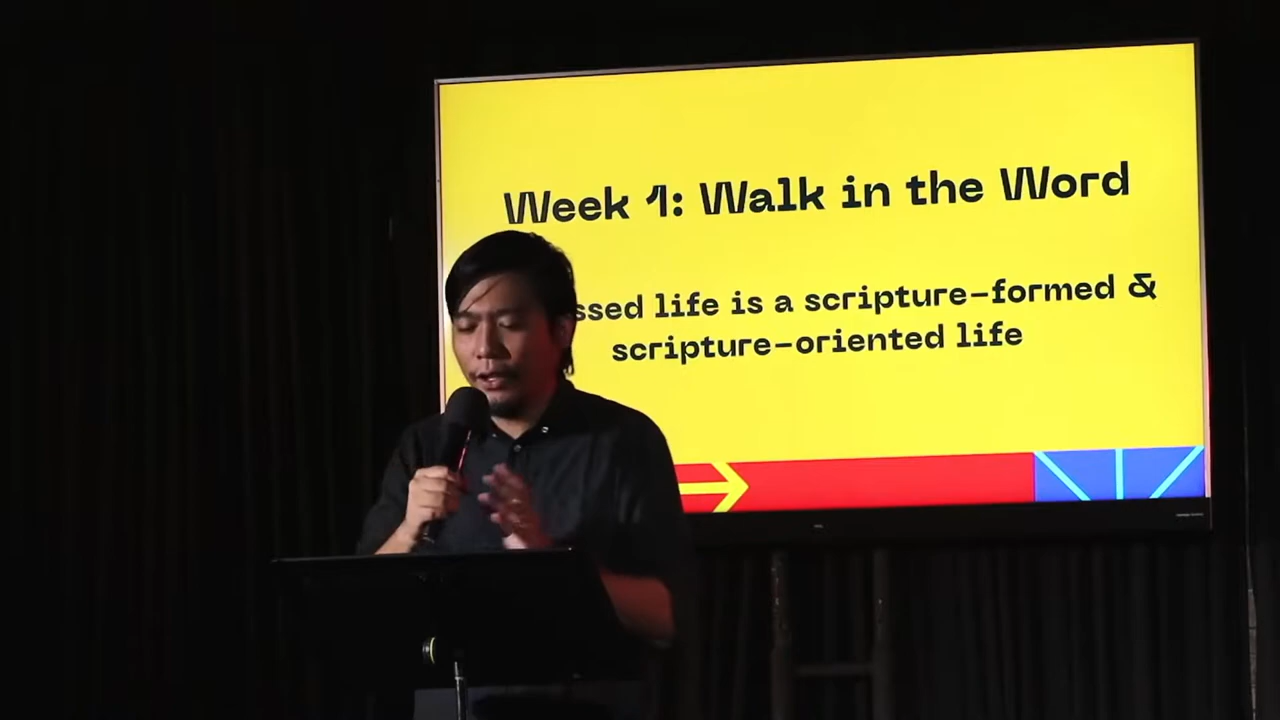 Week 1: Walk in the Word
ssed life is a scripture-formed &
scripture-oriented life